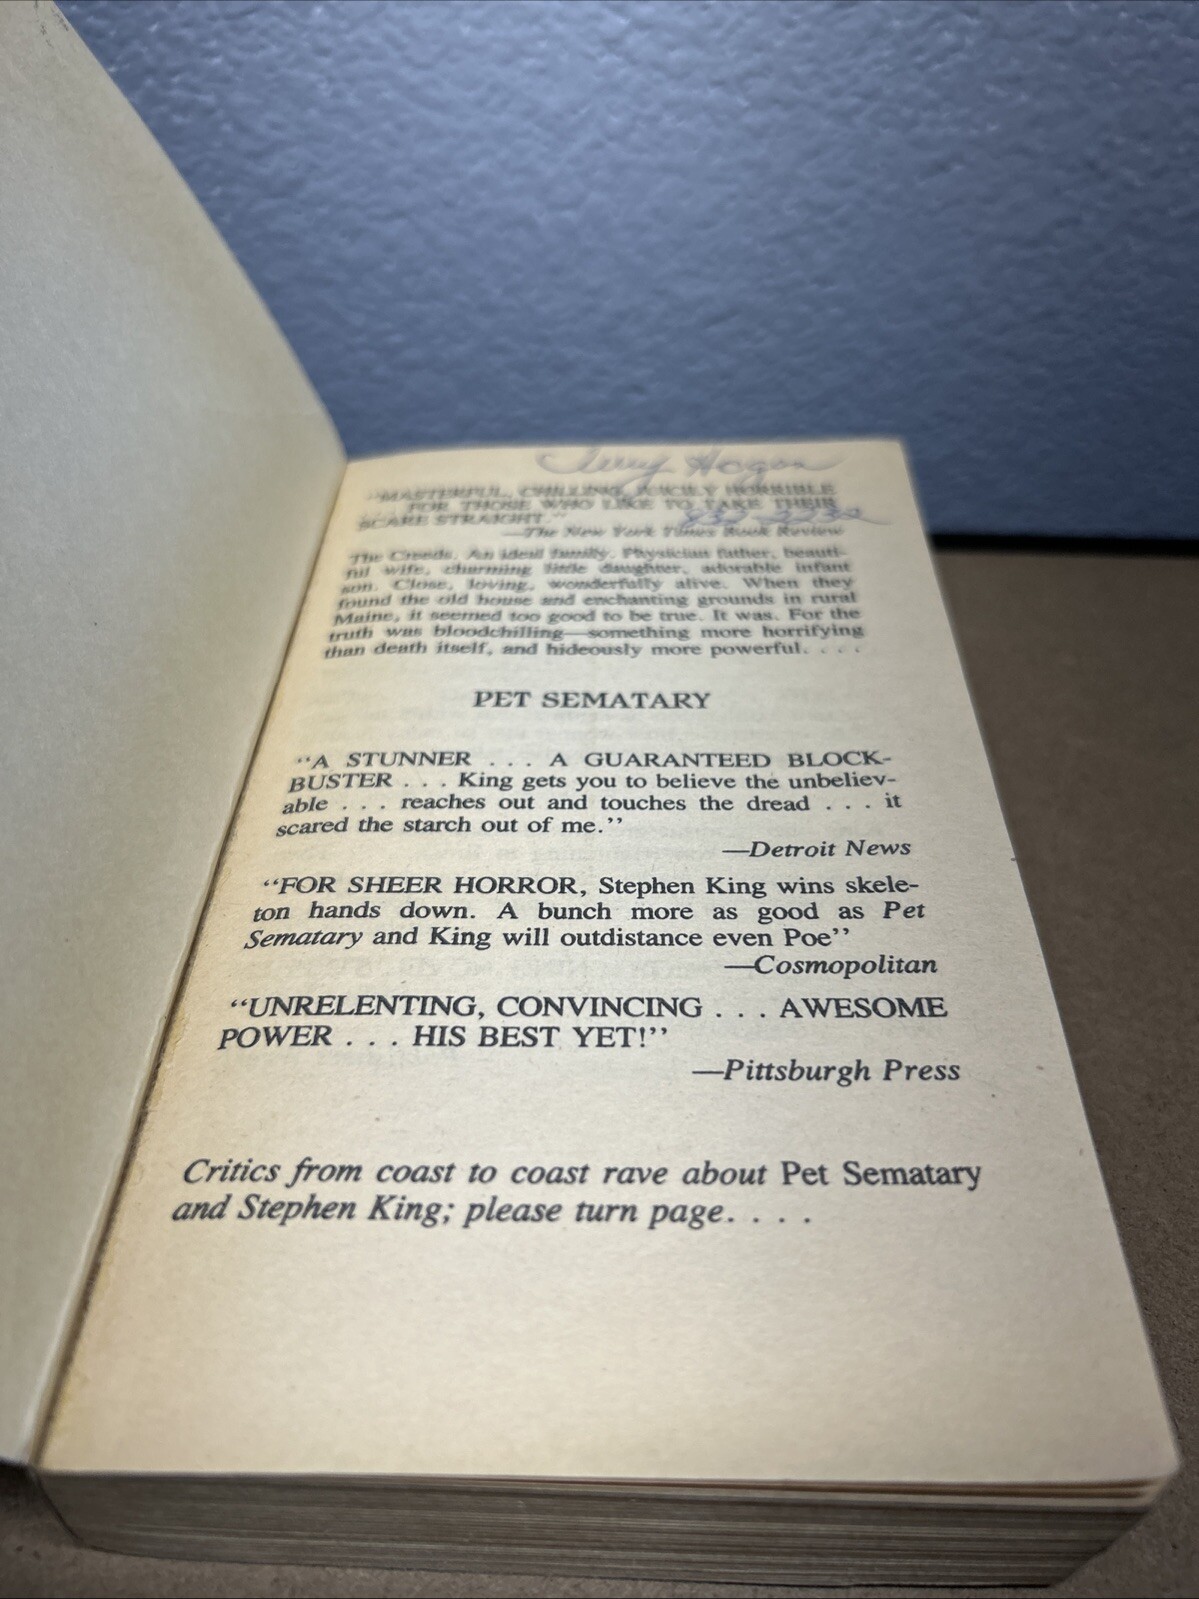 Hogan
"MASTERFUL, CHILLING, JUICILY HORRIBLE
FOR THOSE WHO LIKE TO TAKE THEIR
SCARE STRAIGHT."
—The New York Times Book Review
The Creeds. An ideal family. Physician father, beauti-
ful wife, charming little daughter, adorable infant
son. Close, loving, wonderfully alive. When they
found the old house and enchanting grounds in rural
Maine, it seemed too good to be true. It was. For the
truth was bloodchilling—something more horrifying
than death itself, and hideously more powerful. . . .
PET SEMATARY
"A STUNNER . . . A GUARANTEED BLOCK-
BUSTER . . . King gets you to believe the unbeliev-
able . . . reaches out and touches the dread . . . it
scared the starch out of me."
—Detroit News
"FOR SHEER HORROR, Stephen King wins skele-
ton hands down. A bunch more as good as Pet
Sematary and King will outdistance even Poe"
—Cosmopolitan
"UNRELENTING, CONVINCING . . . AWESOME
POWER . . . HIS BEST YET!"
—Pittsburgh Press
Critics from coast to coast rave about Pet Sematary
and Stephen King; please turn page. . . .